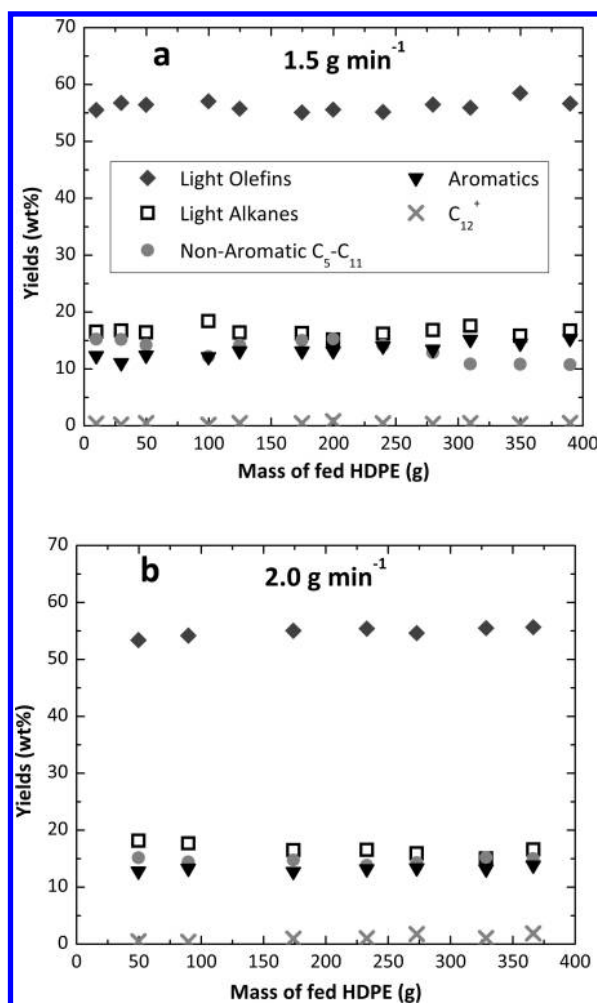 a 1.5 g min⁻¹
70
60
50
40
30
20
10
0
Yields (wt%)
Light Olefins
Aromatics
Light Alkanes
C₁₂⁺
Non-Aromatic C₅-C₁₁
0 50 100 150 200 250 300 350 400
Mass of fed HDPE (g)
b 2.0 g min⁻¹
70
60
50
40
30
20
10
0
Yields (wt%)
0 50 100 150 200 250 300 350 400
Mass of fed HDPE (g)